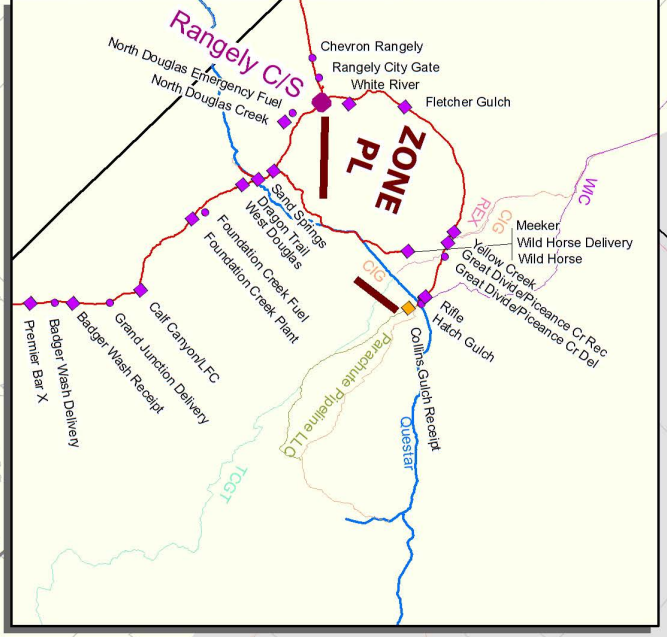 Chevron Rangely
Rangely City Gate
White River
Fletcher Gulch
Rangely C/S
North Douglas Emergency Fuel
North Douglas Creek
ZONE
PL
Sand Springs
Dragon Trail
West Douglas
Foundation Creek Fuel
Foundation Creek Plant
Calf Canyon/LFC
Grand Junction Delivery
Badger Wash Receipt
Badger Wash Delivery
Premier Bar X
WIC
REX
CIG
Meeker
Wild Horse Delivery
Wild Horse
Yellow Creek
Great Divide/Piceance Cr Rec
Great Divide/Piceance Cr Del
CIG
Rifle
Hatch Gulch
Collins Gulch Receipt
Parachute Pipeline LLC
Questar
TCGT